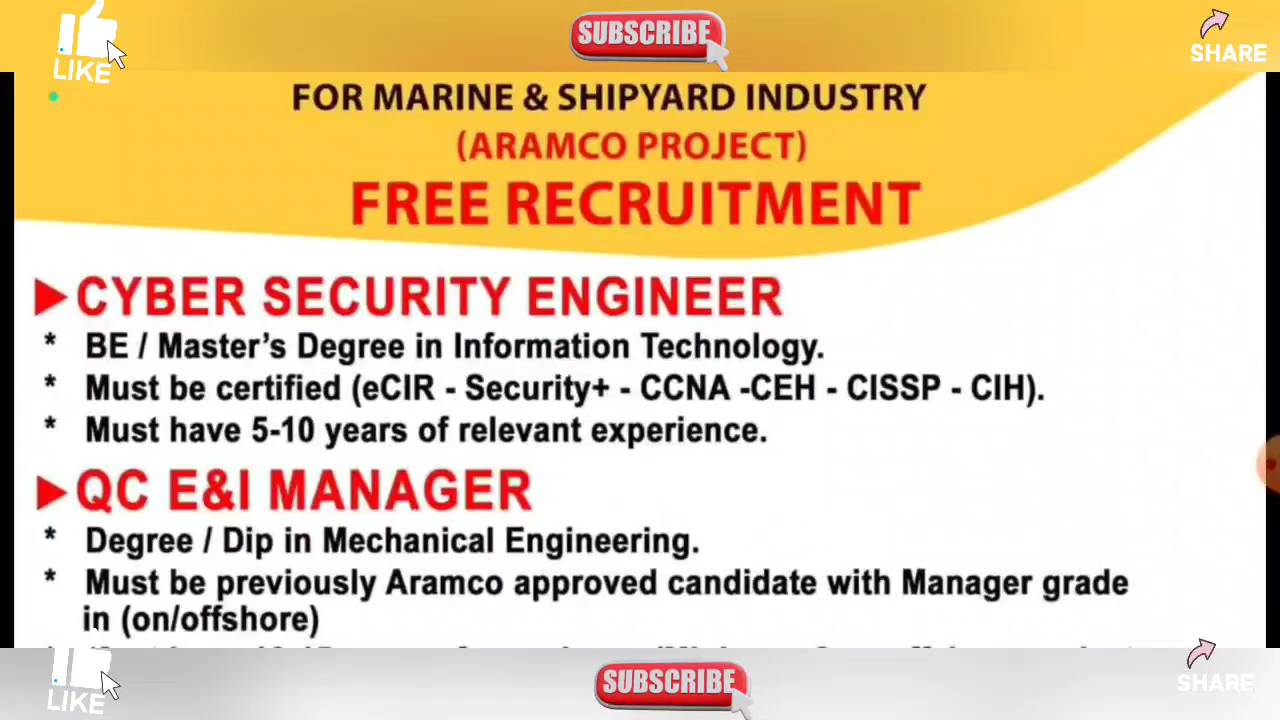 LIKE
SUBSCRIBE
SHARE
FOR MARINE & SHIPYARD INDUSTRY
(ARAMCO PROJECT)
FREE RECRUITMENT
►CYBER SECURITY ENGINEER
* BE / Master’s Degree in Information Technology.
* Must be certified (eCIR - Security+ - CCNA -CEH - CISSP - CIH).
* Must have 5-10 years of relevant experience.
►QC E&I MANAGER
* Degree / Dip in Mechanical Engineering.
* Must be previously Aramco approved candidate with Manager grade
in (on/offshore)
LIKE
SUBSCRIBE
SHARE